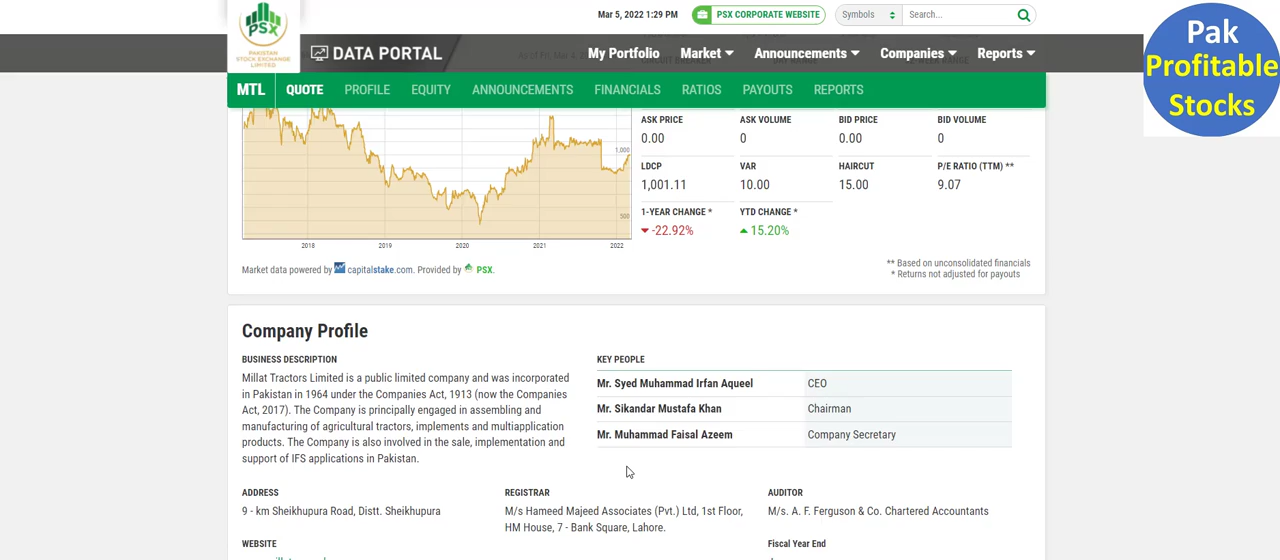 PSX
PAKISTAN
STOCK EXCHANGE
LIMITED
Mar 5, 2022 1:29 PM
PSX CORPORATE WEBSITE
Symbols
Search...
DATA PORTAL
My Portfolio
Market
Announcements
Companies
Reports
Pak
Profitable
Stocks
MTL
QUOTE
PROFILE
EQUITY
ANNOUNCEMENTS
FINANCIALS
RATIOS
PAYOUTS
REPORTS
1,000
500
2018
2019
2020
2021
2022
ASK PRICE
0.00
ASK VOLUME
0
BID PRICE
0.00
BID VOLUME
0
LDCP
1,001.11
VAR
10.00
HAIRCUT
15.00
P/E RATIO (TTM) **
9.07
1-YEAR CHANGE *
-22.92%
YTD CHANGE *
15.20%
Market data powered by capitalstake.com. Provided by PSX.
** Based on unconsolidated financials
* Returns not adjusted for payouts
Company Profile
BUSINESS DESCRIPTION
Millat Tractors Limited is a public limited company and was incorporated
in Pakistan in 1964 under the Companies Act, 1913 (now the Companies
Act, 2017). The Company is principally engaged in assembling and
manufacturing of agricultural tractors, implements and multiapplication
products. The Company is also involved in the sale, implementation and
support of IFS applications in Pakistan.
KEY PEOPLE
Mr. Syed Muhammad Irfan Aqueel CEO
Mr. Sikandar Mustafa Khan Chairman
Mr. Muhammad Faisal Azeem Company Secretary
ADDRESS
9 - km Sheikhupura Road, Distt. Sheikhupura
REGISTRAR
M/s Hameed Majeed Associates (Pvt.) Ltd, 1st Floor,
HM House, 7 - Bank Square, Lahore.
AUDITOR
M/s. A. F. Ferguson & Co. Chartered Accountants
WEBSITE
Fiscal Year End